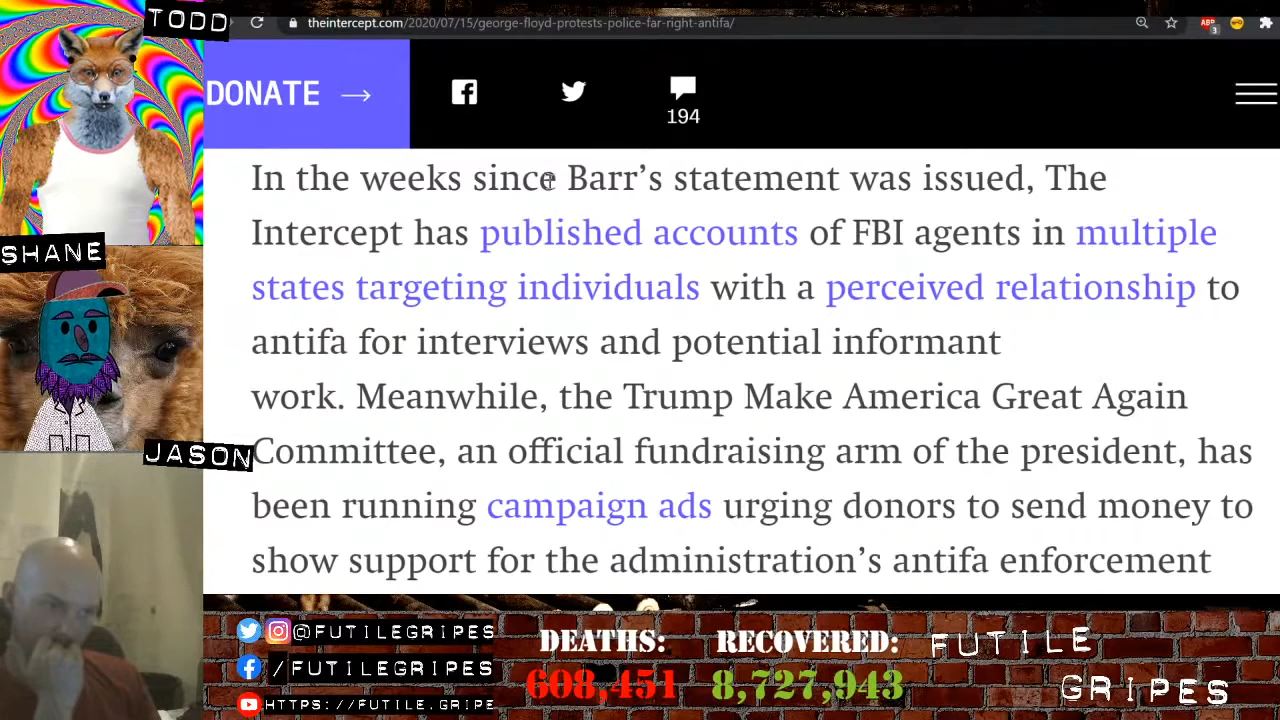 TODD
theintercept.com/2020/07/15/george-floyd-protests-police-far-right-antifa/
ABP
3
DONATE →
194
In the weeks since Barr’s statement was issued, The
Intercept has published accounts of FBI agents in multiple
states targeting individuals with a perceived relationship to
antifa for interviews and potential informant
work. Meanwhile, the Trump Make America Great Again
Committee, an official fundraising arm of the president, has
been running campaign ads urging donors to send money to
show support for the administration’s antifa enforcement
SHANE
JASON
@FUTILEGRIPES
/FUTILEGRIPES
HTTPS://FUTILE.GRIPE
DEATHS:
608,451
RECOVERED:
8,727,943
FUTILE
GRIPES